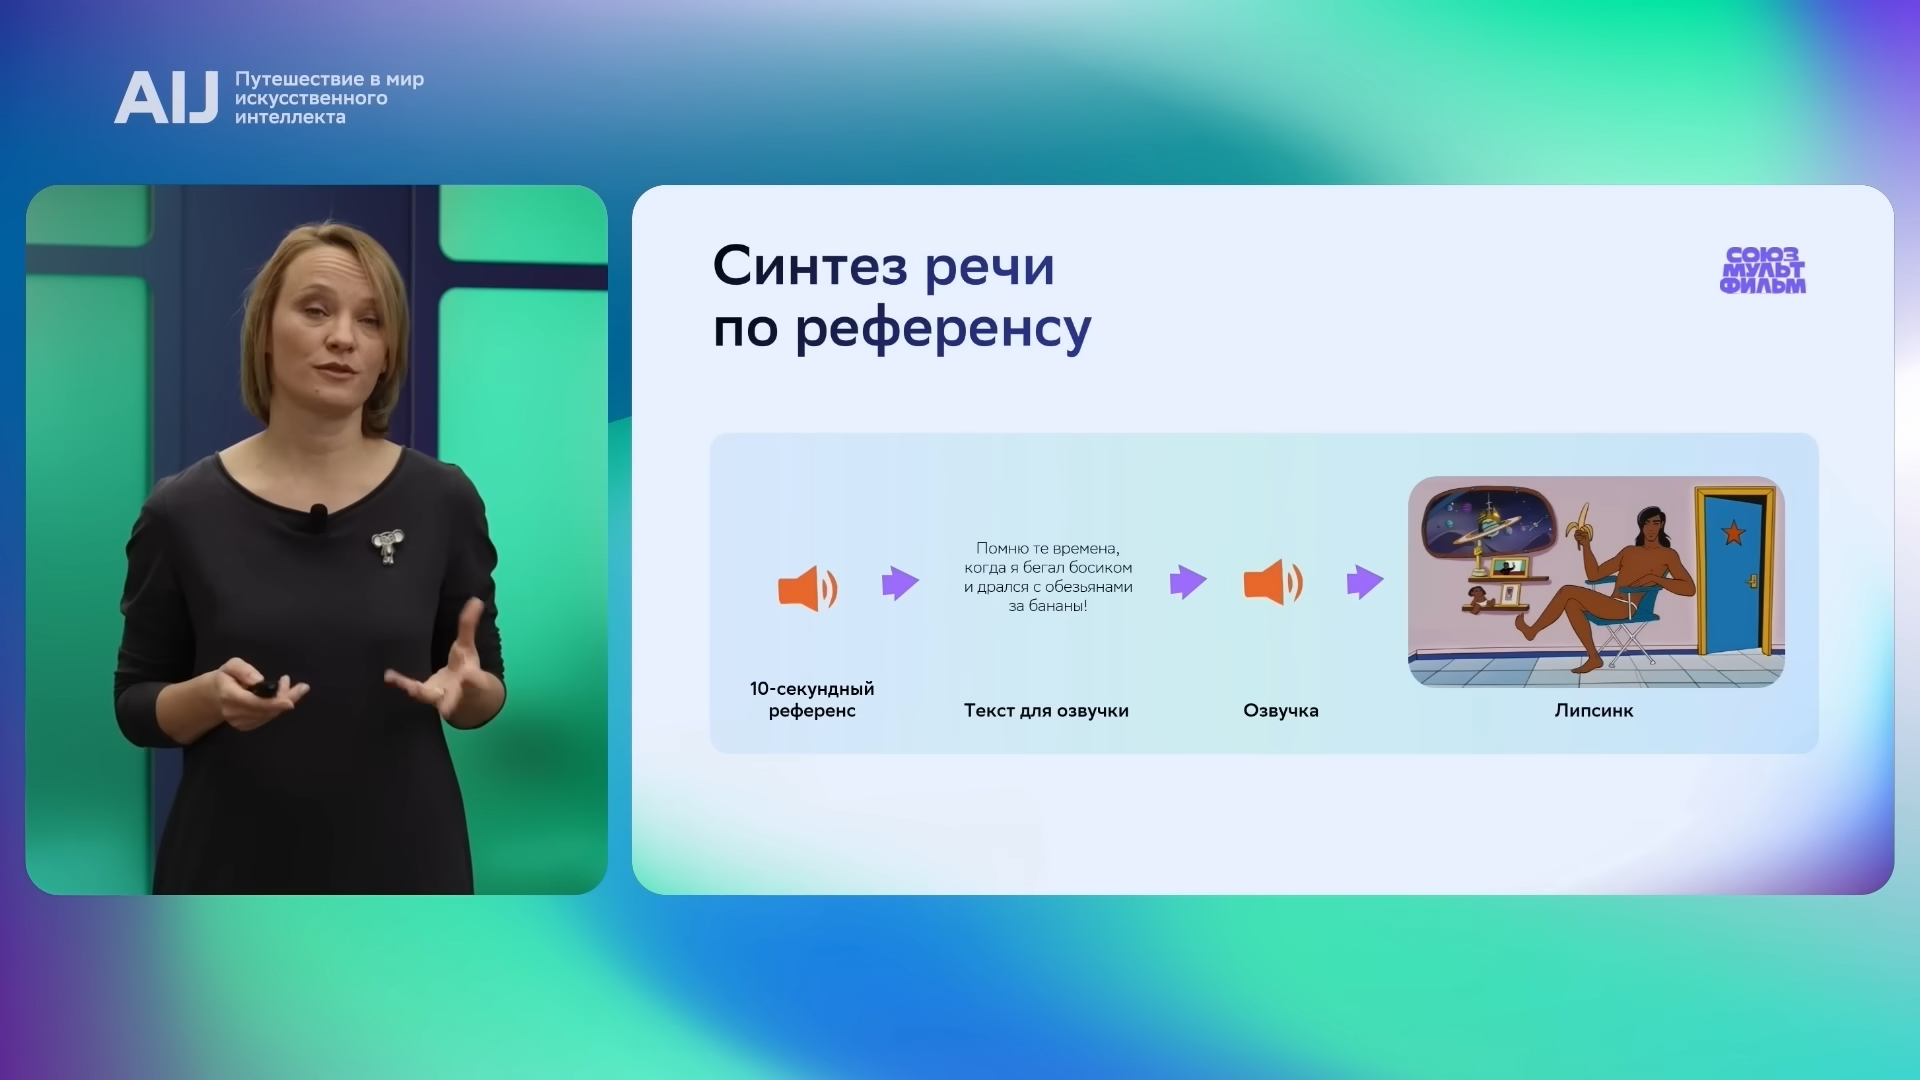 AIJ
Путешествие в мир
искусственного
интеллекта
Синтез речи
по референсу
СОЮЗ
МУЛЬТ
ФИЛЬМ
Помню те времена,
когда я бегал босиком
и дрался с обезьянами
за бананы!
10-секундный
референс
Текст для озвучки
Озвучка
Липсинк